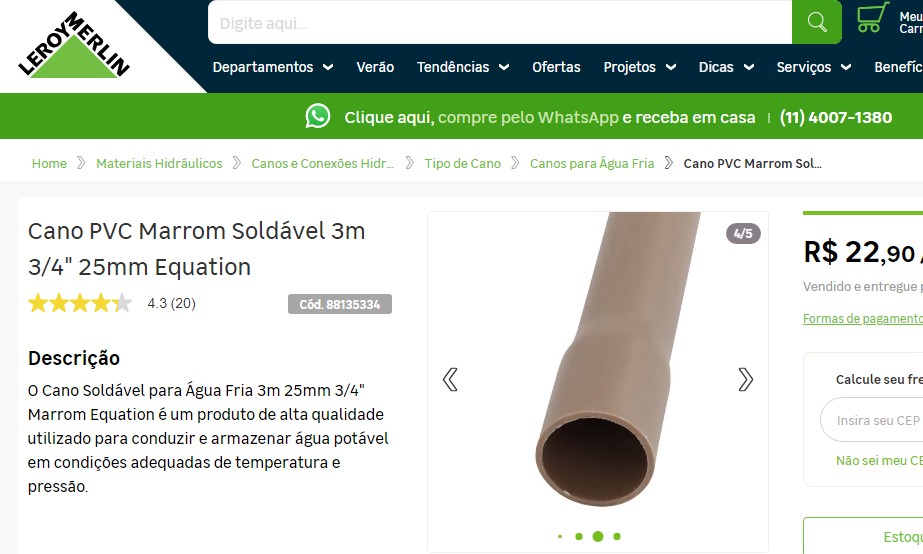 LEROY MERLIN
Digite aqui...
Meu
Carr
Departamentos
Verão
Tendências
Ofertas
Projetos
Dicas
Serviços
Benefíc
Clique aqui, compre pelo WhatsApp e receba em casa | (11) 4007-1380
Home
Materiais Hidráulicos
Canos e Conexões Hidr...
Tipo de Cano
Canos para Água Fria
Cano PVC Marrom Sol...
Cano PVC Marrom Soldável 3m
3/4" 25mm Equation
4.3 (20)
Cód. 88135334
Descrição
O Cano Soldável para Água Fria 3m 25mm 3/4"
Marrom Equation é um produto de alta qualidade
utilizado para conduzir e armazenar água potável
em condições adequadas de temperatura e
pressão.
4/5
R$ 22,90 /
Vendido e entregue p
Formas de pagamento
Calcule seu fre
Insira seu CEP
Não sei meu CE
Estoqu